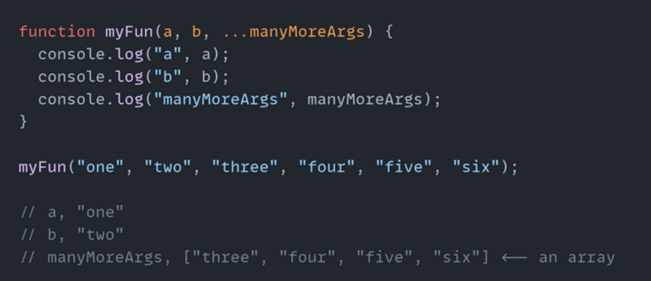 function myFun(a, b, ...manyMoreArgs) {
  console.log("a", a);
  console.log("b", b);
  console.log("manyMoreArgs", manyMoreArgs);
}

myFun("one", "two", "three", "four", "five", "six");

// a, "one"
// b, "two"
// manyMoreArgs, ["three", "four", "five", "six"] <-- an array